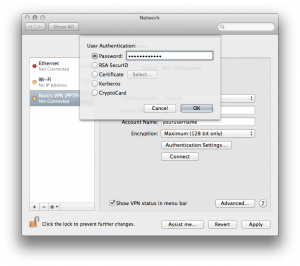 Network
Show All
User Authentication:
Password: ••••••••••••
RSA SecurID
Certificate Select...
Kerberos
CryptoCard
Cancel OK
Ethernet
Not Connected
Wi-Fi
No IP Address
VPN (PPTP)
Not Connected
Account Name: yourusername
Encryption: Maximum (128 bit only)
Authentication Settings...
Connect
Show VPN status in menu bar Advanced... ?
Click the lock to prevent further changes. Assist me... Revert Apply